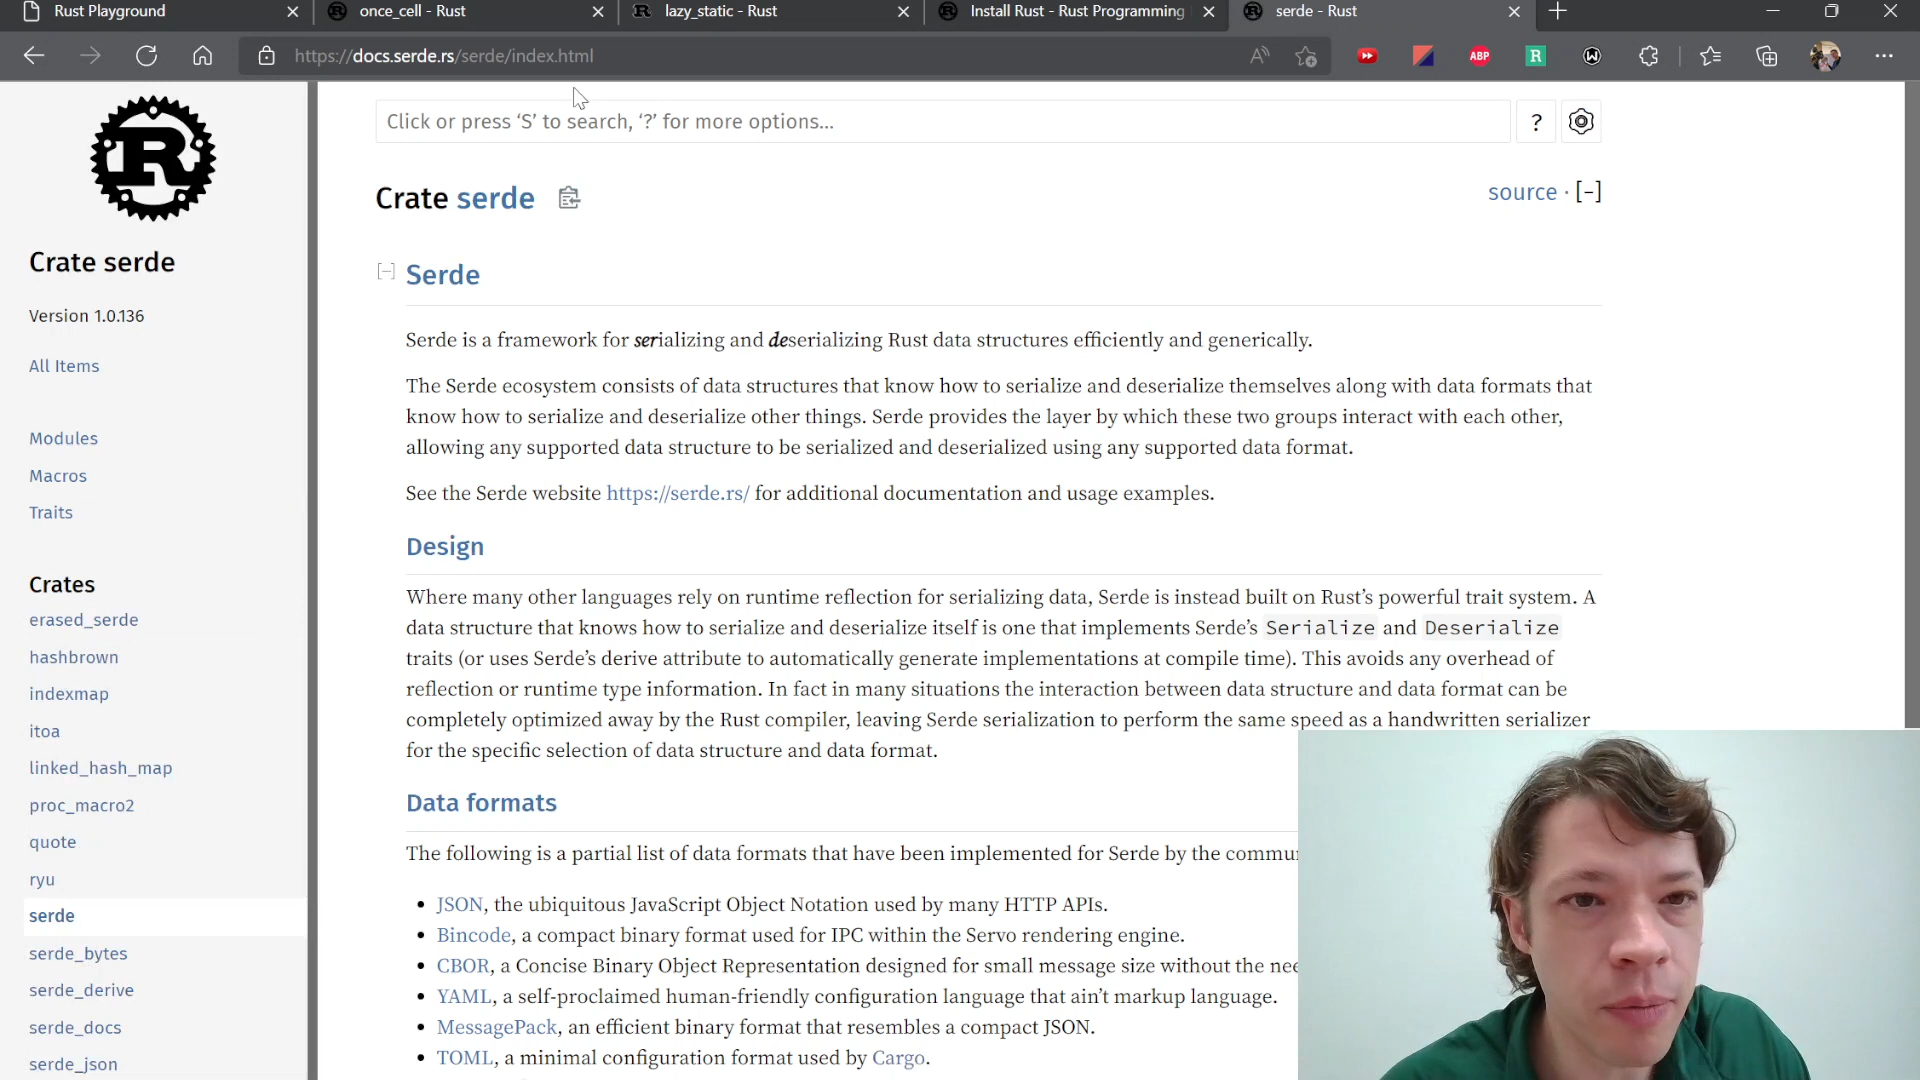 Rust Playground
once_cell - Rust
lazy_static - Rust
Install Rust - Rust Programming
serde - Rust
https://docs.serde.rs/serde/index.html
ABP
R
Click or press ‘S’ to search, ‘?’ for more options…
?
Crate serde
source · [-]
Crate serde
Version 1.0.136
All Items
Modules
Macros
Traits
Crates
erased_serde
hashbrown
indexmap
itoa
linked_hash_map
proc_macro2
quote
ryu
serde
serde_bytes
serde_derive
serde_docs
serde_json
[-] Serde
Serde is a framework for serializing and deserializing Rust data structures efficiently and generically.
The Serde ecosystem consists of data structures that know how to serialize and deserialize themselves along with data formats that
know how to serialize and deserialize other things. Serde provides the layer by which these two groups interact with each other,
allowing any supported data structure to be serialized and deserialized using any supported data format.
See the Serde website https://serde.rs/ for additional documentation and usage examples.
Design
Where many other languages rely on runtime reflection for serializing data, Serde is instead built on Rust’s powerful trait system. A
data structure that knows how to serialize and deserialize itself is one that implements Serde’s Serialize and Deserialize
traits (or uses Serde’s derive attribute to automatically generate implementations at compile time). This avoids any overhead of
reflection or runtime type information. In fact in many situations the interaction between data structure and data format can be
completely optimized away by the Rust compiler, leaving Serde serialization to perform the same speed as a handwritten serializer
for the specific selection of data structure and data format.
Data formats
The following is a partial list of data formats that have been implemented for Serde by the commu
• JSON, the ubiquitous JavaScript Object Notation used by many HTTP APIs.
• Bincode, a compact binary format used for IPC within the Servo rendering engine.
• CBOR, a Concise Binary Object Representation designed for small message size without the nee
• YAML, a self-proclaimed human-friendly configuration language that ain’t markup language.
• MessagePack, an efficient binary format that resembles a compact JSON.
• TOML, a minimal configuration format used by Cargo.